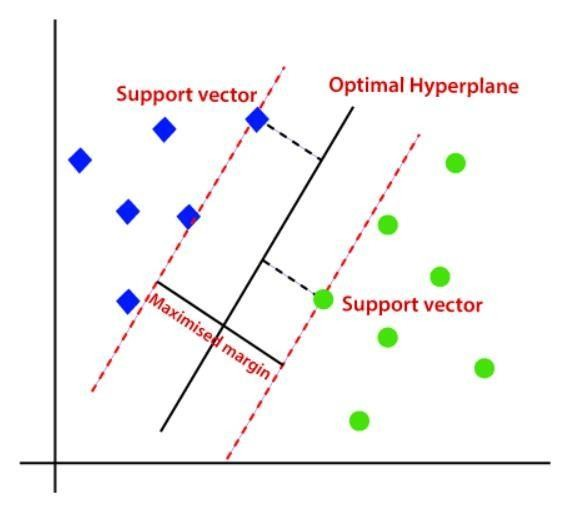 Optimal Hyperplane
Support vector
Support vector
Maximised margin